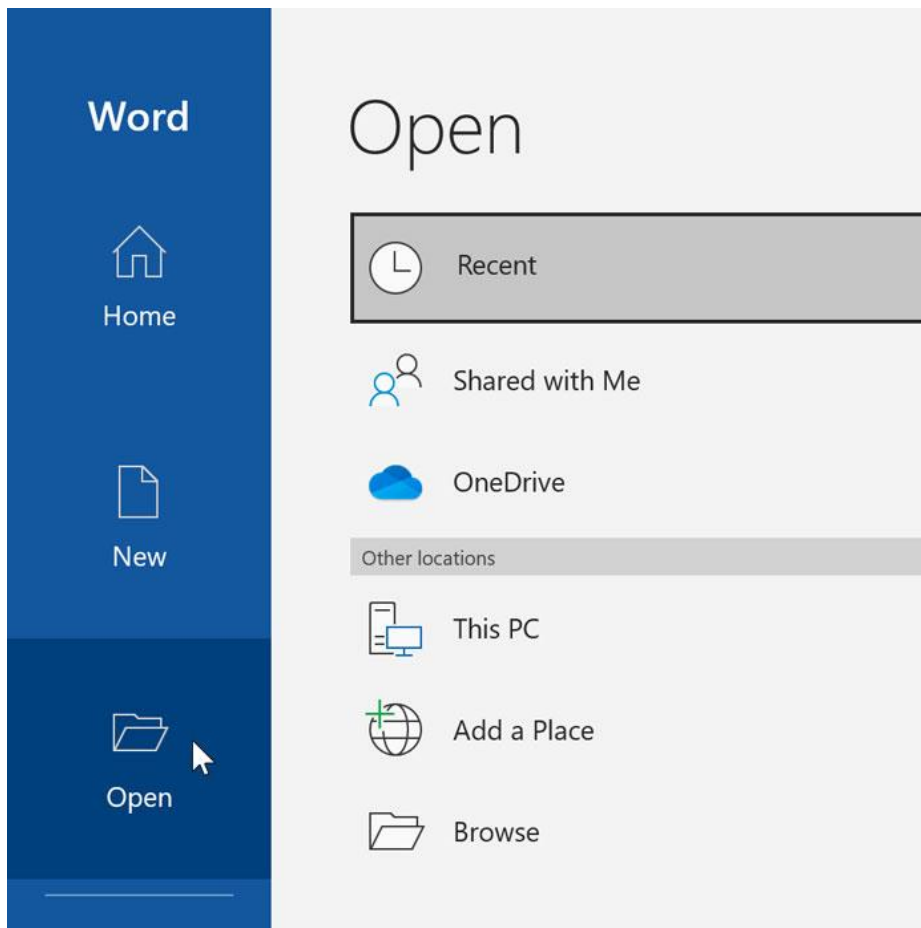 Word
Home
New
Open
Open
Recent
Shared with Me
OneDrive
Other locations
This PC
Add a Place
Browse